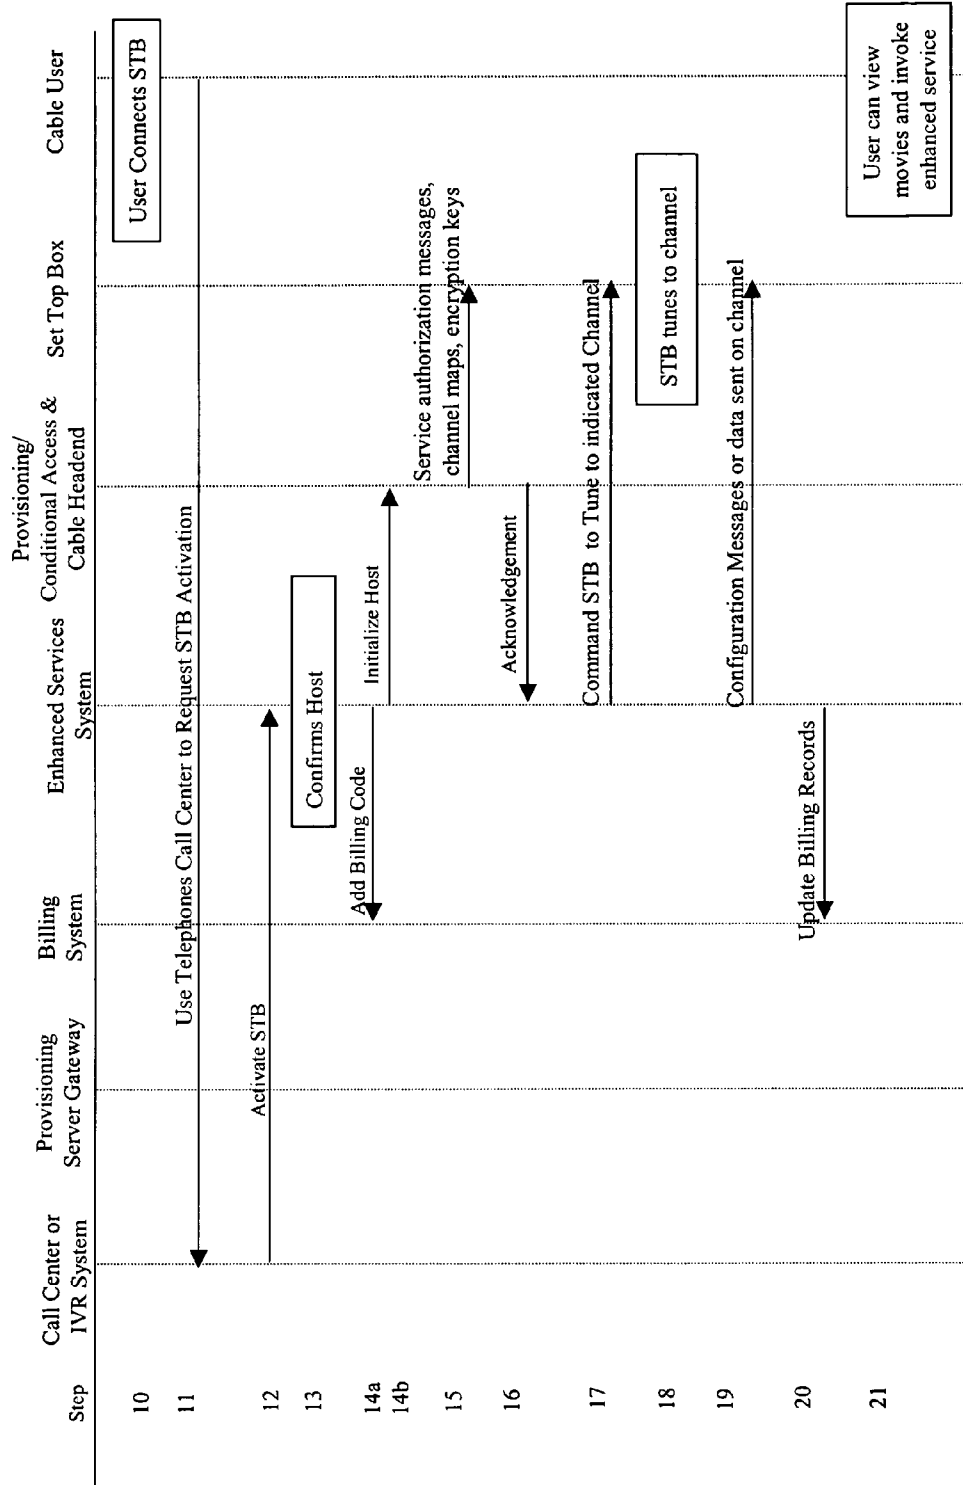 Step
Call Center or
IVR System
Provisioning
Server Gateway
Billing
System
Enhanced Services
System
Provisioning/
Conditional Access &
Cable Headend
Set Top Box
Cable User
10
User Connects STB
11
Use Telephones Call Center to Request STB Activation
12
Activate STB
13
Confirms Host
14a
Add Billing Code
14b
Initialize Host
15
Service authorization messages,
channel maps, encryption keys
16
Acknowledgement
17
Command STB to Tune to indicated Channel
18
STB tunes to channel
19
Configuration Messages or data sent on channel
20
Update Billing Records
21
User can view
movies and invoke
enhanced service